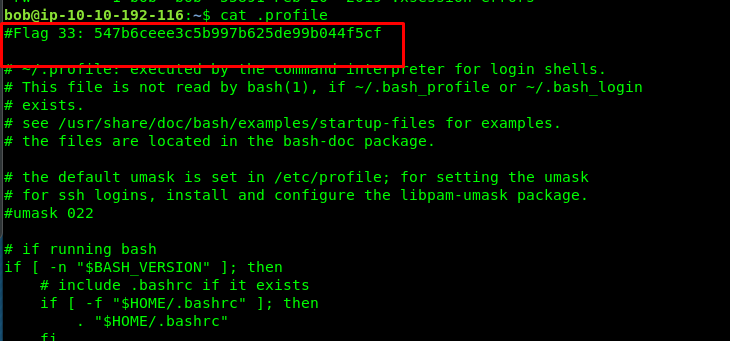 bob@ip-10-10-192-116:~$ cat .profile
#Flag 33: 547b6ceee3c5b997b625de99b044f5cf
# ~/.profile: executed by the command interpreter for login shells.
# This file is not read by bash(1), if ~/.bash_profile or ~/.bash_login
# exists.
# see /usr/share/doc/bash/examples/startup-files for examples.
# the files are located in the bash-doc package.
# the default umask is set in /etc/profile; for setting the umask
# for ssh logins, install and configure the libpam-umask package.
#umask 022
# if running bash
if [ -n "$BASH_VERSION" ]; then
    # include .bashrc if it exists
    if [ -f "$HOME/.bashrc" ]; then
        . "$HOME/.bashrc"
    fi